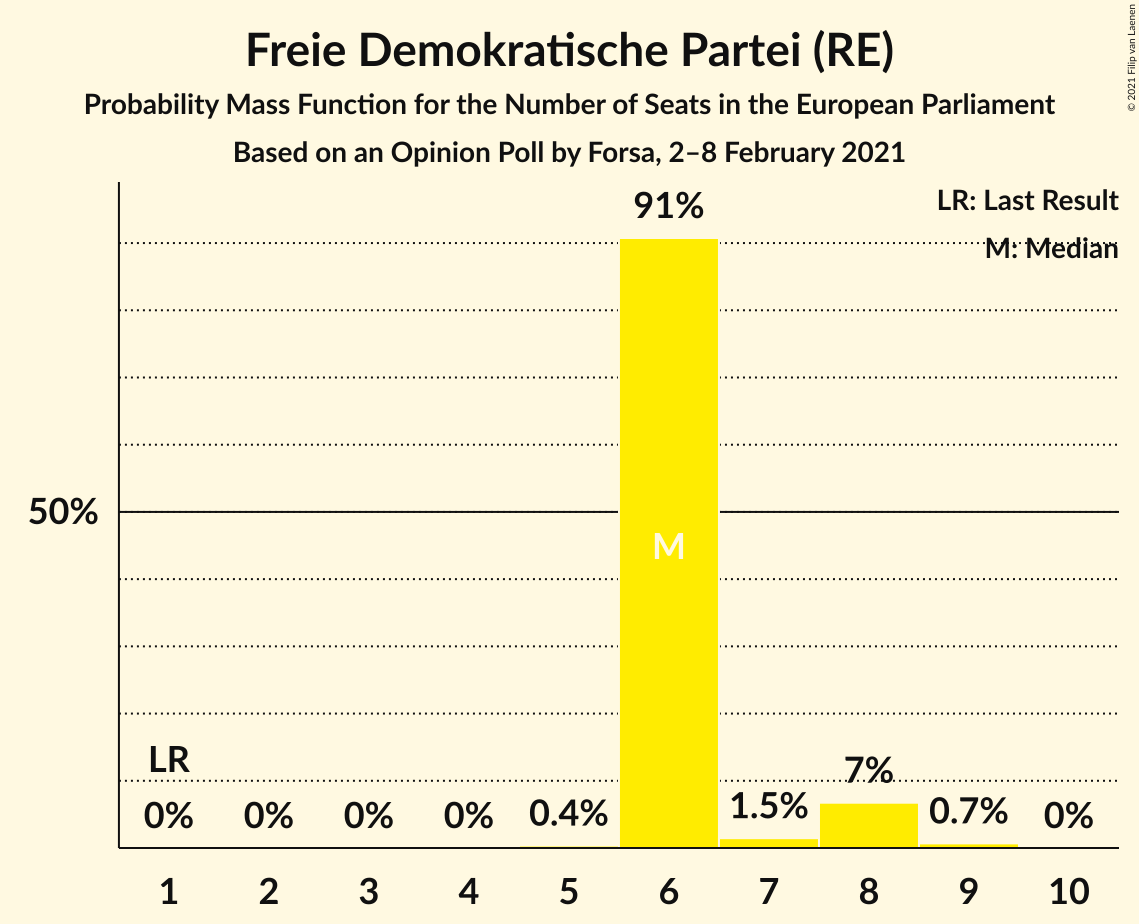 Freie Demokratische Partei (RE)
Probability Mass Function for the Number of Seats in the European Parliament
Based on an Opinion Poll by Forsa, 2–8 February 2021
© 2021 Filip van Laenen
LR: Last Result
M: Median
91%
50%
M
LR
0%
0%
0%
0%
0.4%
1.5%
7%
0.7%
0%
1
2
3
4
5
6
7
8
9
10